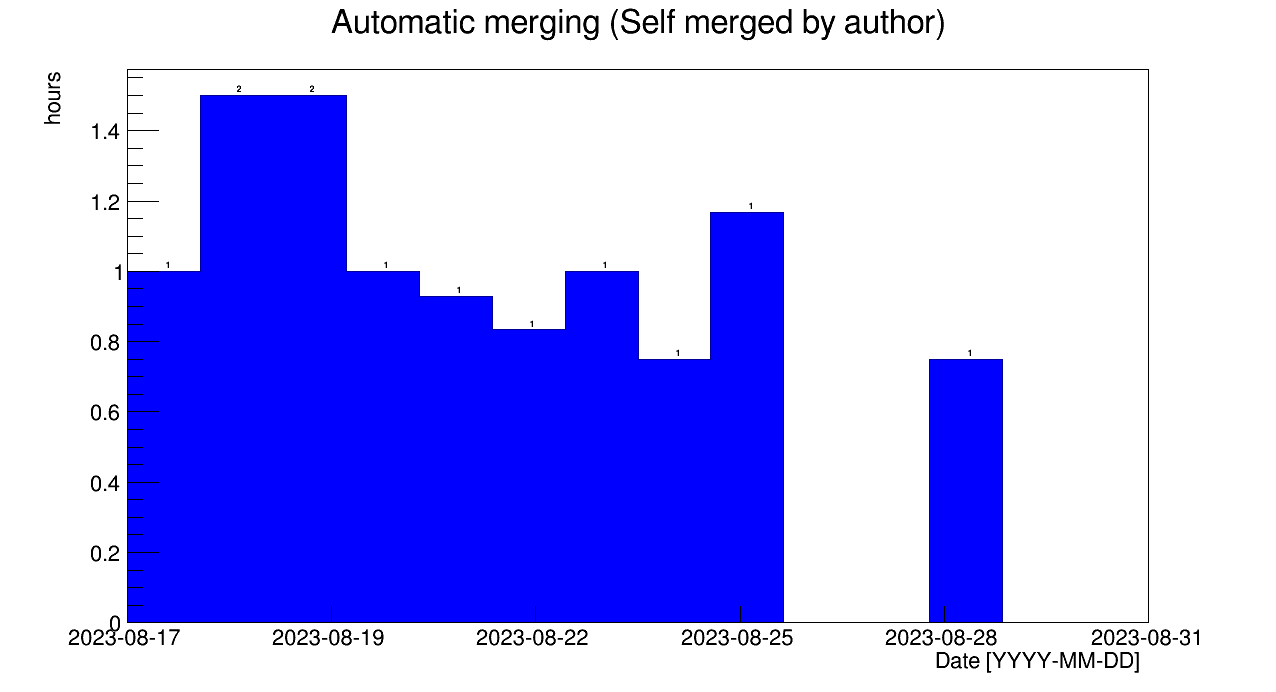 Automatic merging (Self merged by author)
hours
1.4
1.2
1
0.8
0.6
0.4
0.2
0
2 2
1 1 1 1 1 1 1 1
2023-08-17 2023-08-19 2023-08-22 2023-08-25 2023-08-28 2023-08-31
Date [YYYY-MM-DD]